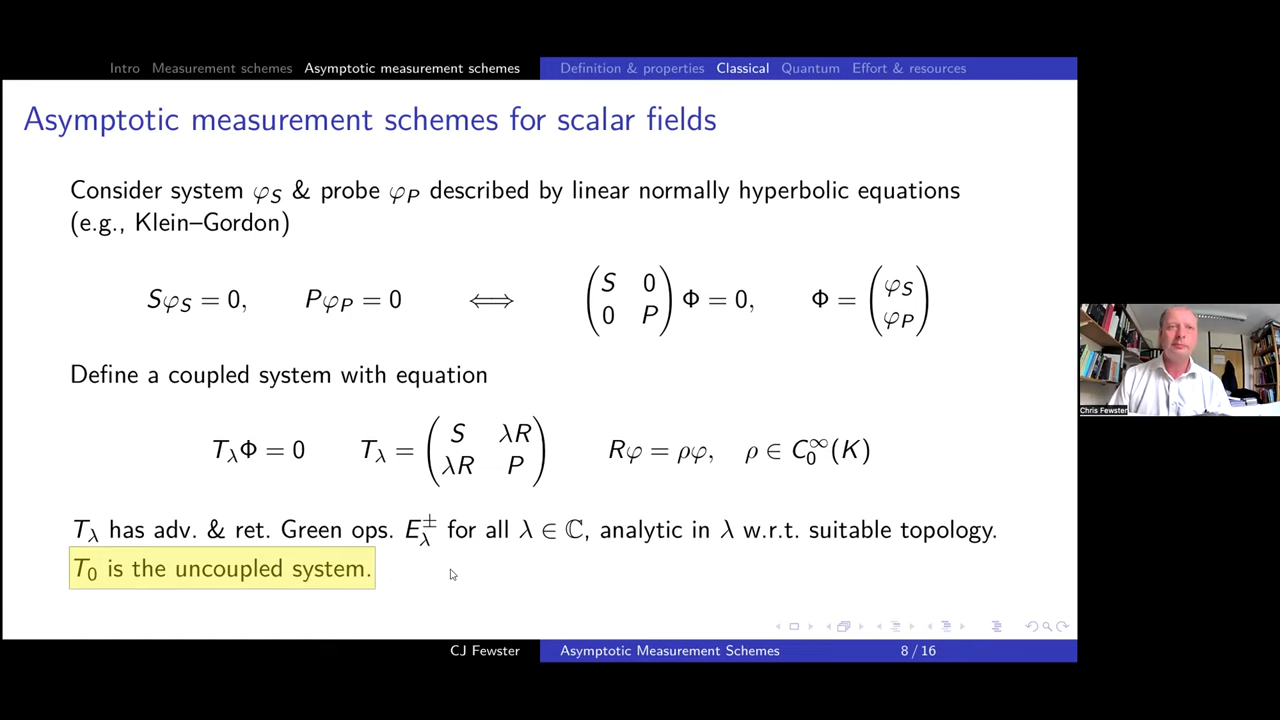 Intro Measurement schemes Asymptotic measurement schemes Definition & properties Classical Quantum Effort & resources
Asymptotic measurement schemes for scalar fields
Consider system φ_S & probe φ_P described by linear normally hyperbolic equations
(e.g., Klein–Gordon)
Sφ_S = 0, Pφ_P = 0 ⟺ (S 0; 0 P) Φ = 0, Φ = (φ_S; φ_P)
Define a coupled system with equation
T_λΦ = 0 T_λ = (S λR; λR P) Rφ = ρφ, ρ ∈ C_0^∞(K)
T_λ has adv. & ret. Green ops. E_λ^± for all λ ∈ ℂ, analytic in λ w.r.t. suitable topology.
T_0 is the uncoupled system.
CJ Fewster Asymptotic Measurement Schemes 8 / 16
Chris Fewster